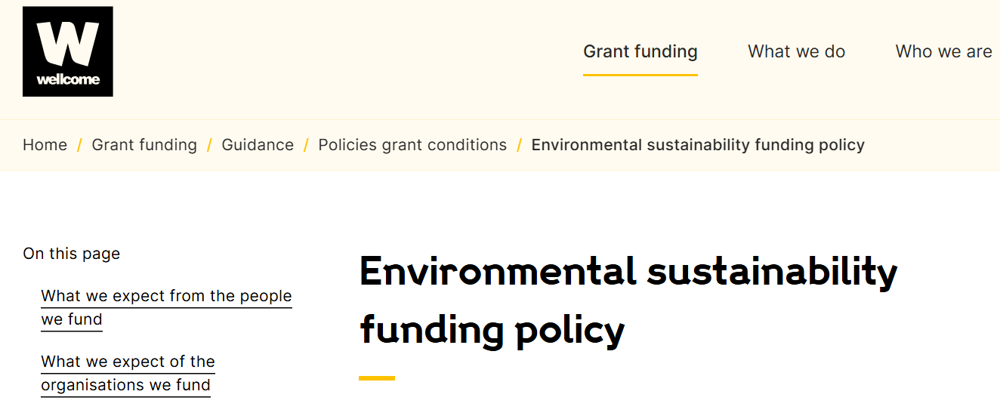 W
wellcome
Grant funding
What we do
Who we are
Home / Grant funding / Guidance / Policies grant conditions / Environmental sustainability funding policy
On this page
What we expect from the people
we fund
What we expect of the
organisations we fund
Environmental sustainability
funding policy